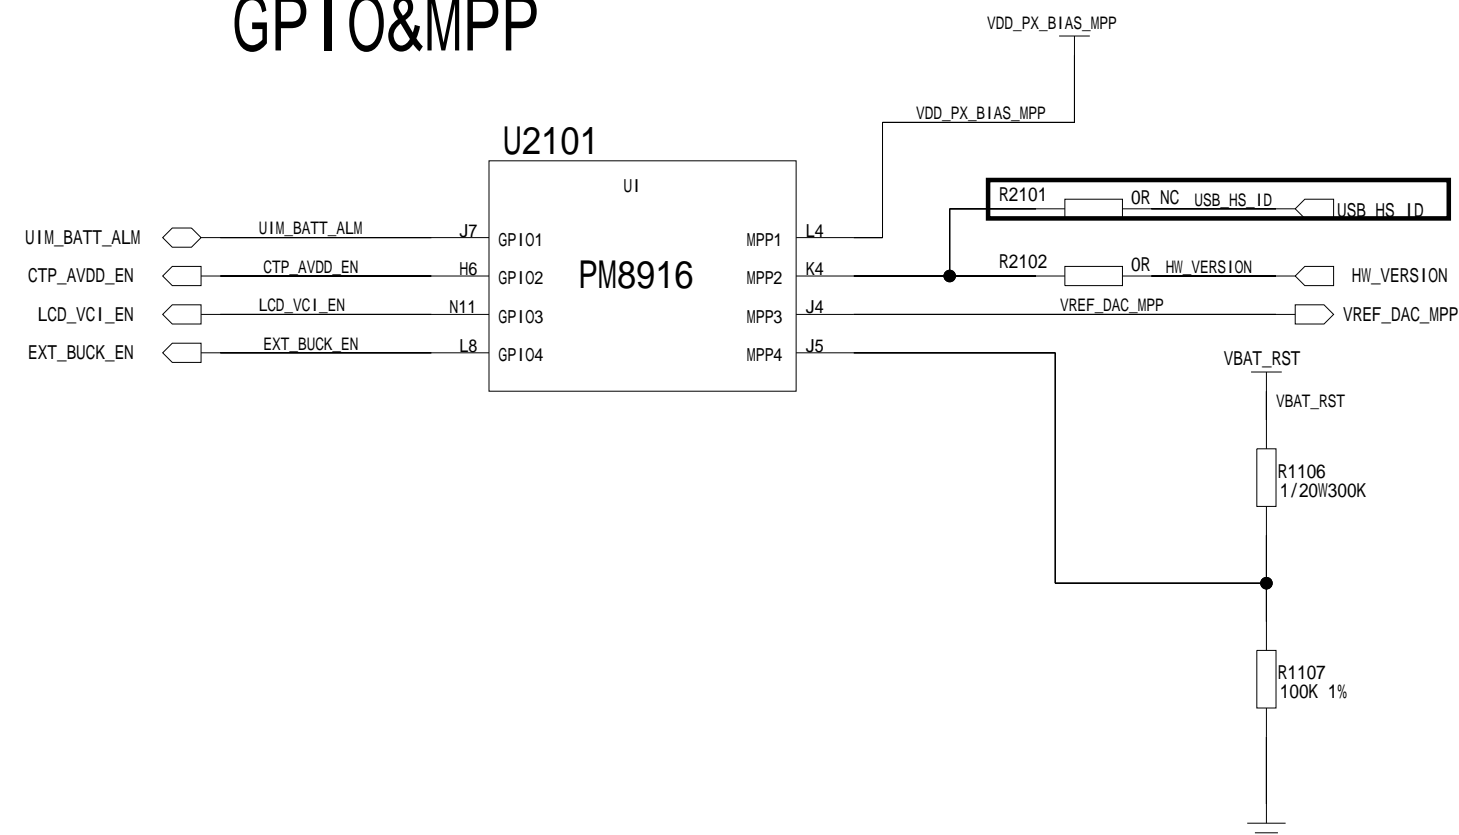 GPIO&MPP
VDD_PX_BIAS_MPP
VDD_PX_BIAS_MPP
U2101
UI
R2101
0R NC
USB_HS_ID
USB_HS_ID
UIM_BATT_ALM
UIM_BATT_ALM
J7
GPIO1
MPP1
L4
CTP_AVDD_EN
CTP_AVDD_EN
H6
GPIO2
PM8916
MPP2
K4
R2102
0R
HW_VERSION
HW_VERSION
LCD_VCI_EN
LCD_VCI_EN
N11
GPIO3
MPP3
J4
VREF_DAC_MPP
VREF_DAC_MPP
EXT_BUCK_EN
EXT_BUCK_EN
L8
GPIO4
MPP4
J5
VBAT_RST
VBAT_RST
R1106
1/20W300K
R1107
100K 1%